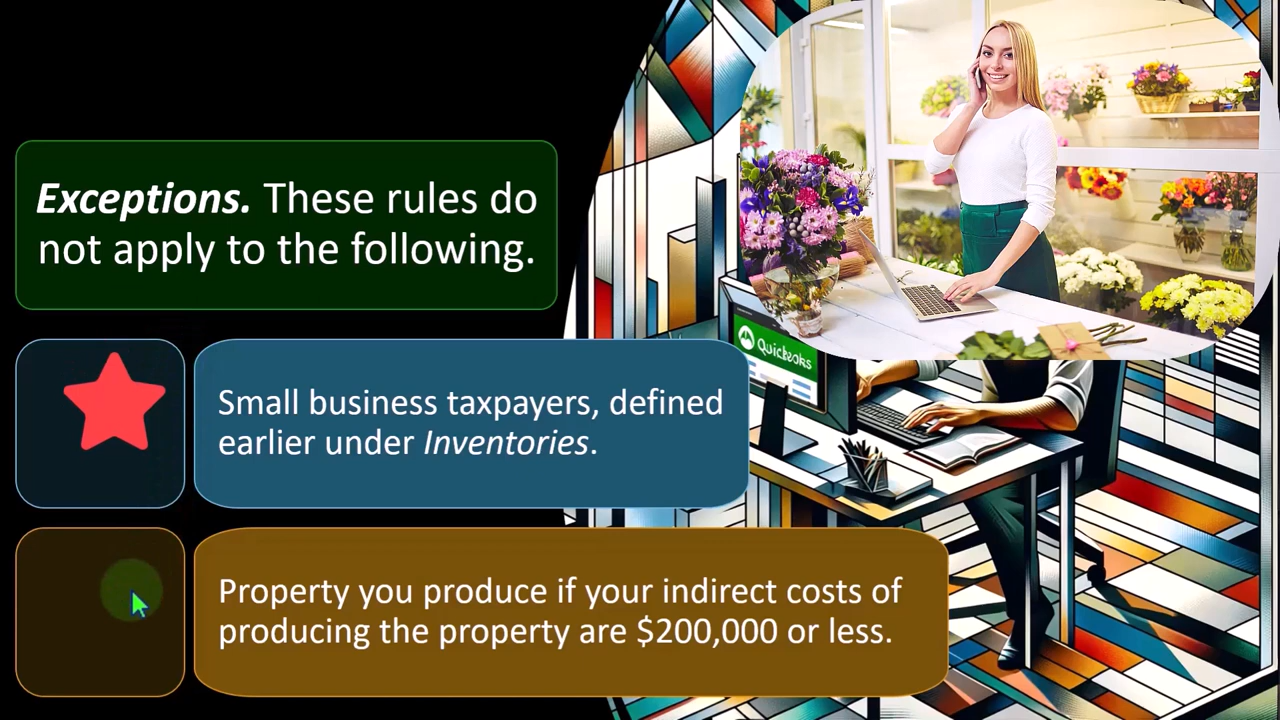 Exceptions. These rules do
not apply to the following.
Small business taxpayers, defined
earlier under Inventories.
Property you produce if your indirect costs of
producing the property are $200,000 or less.